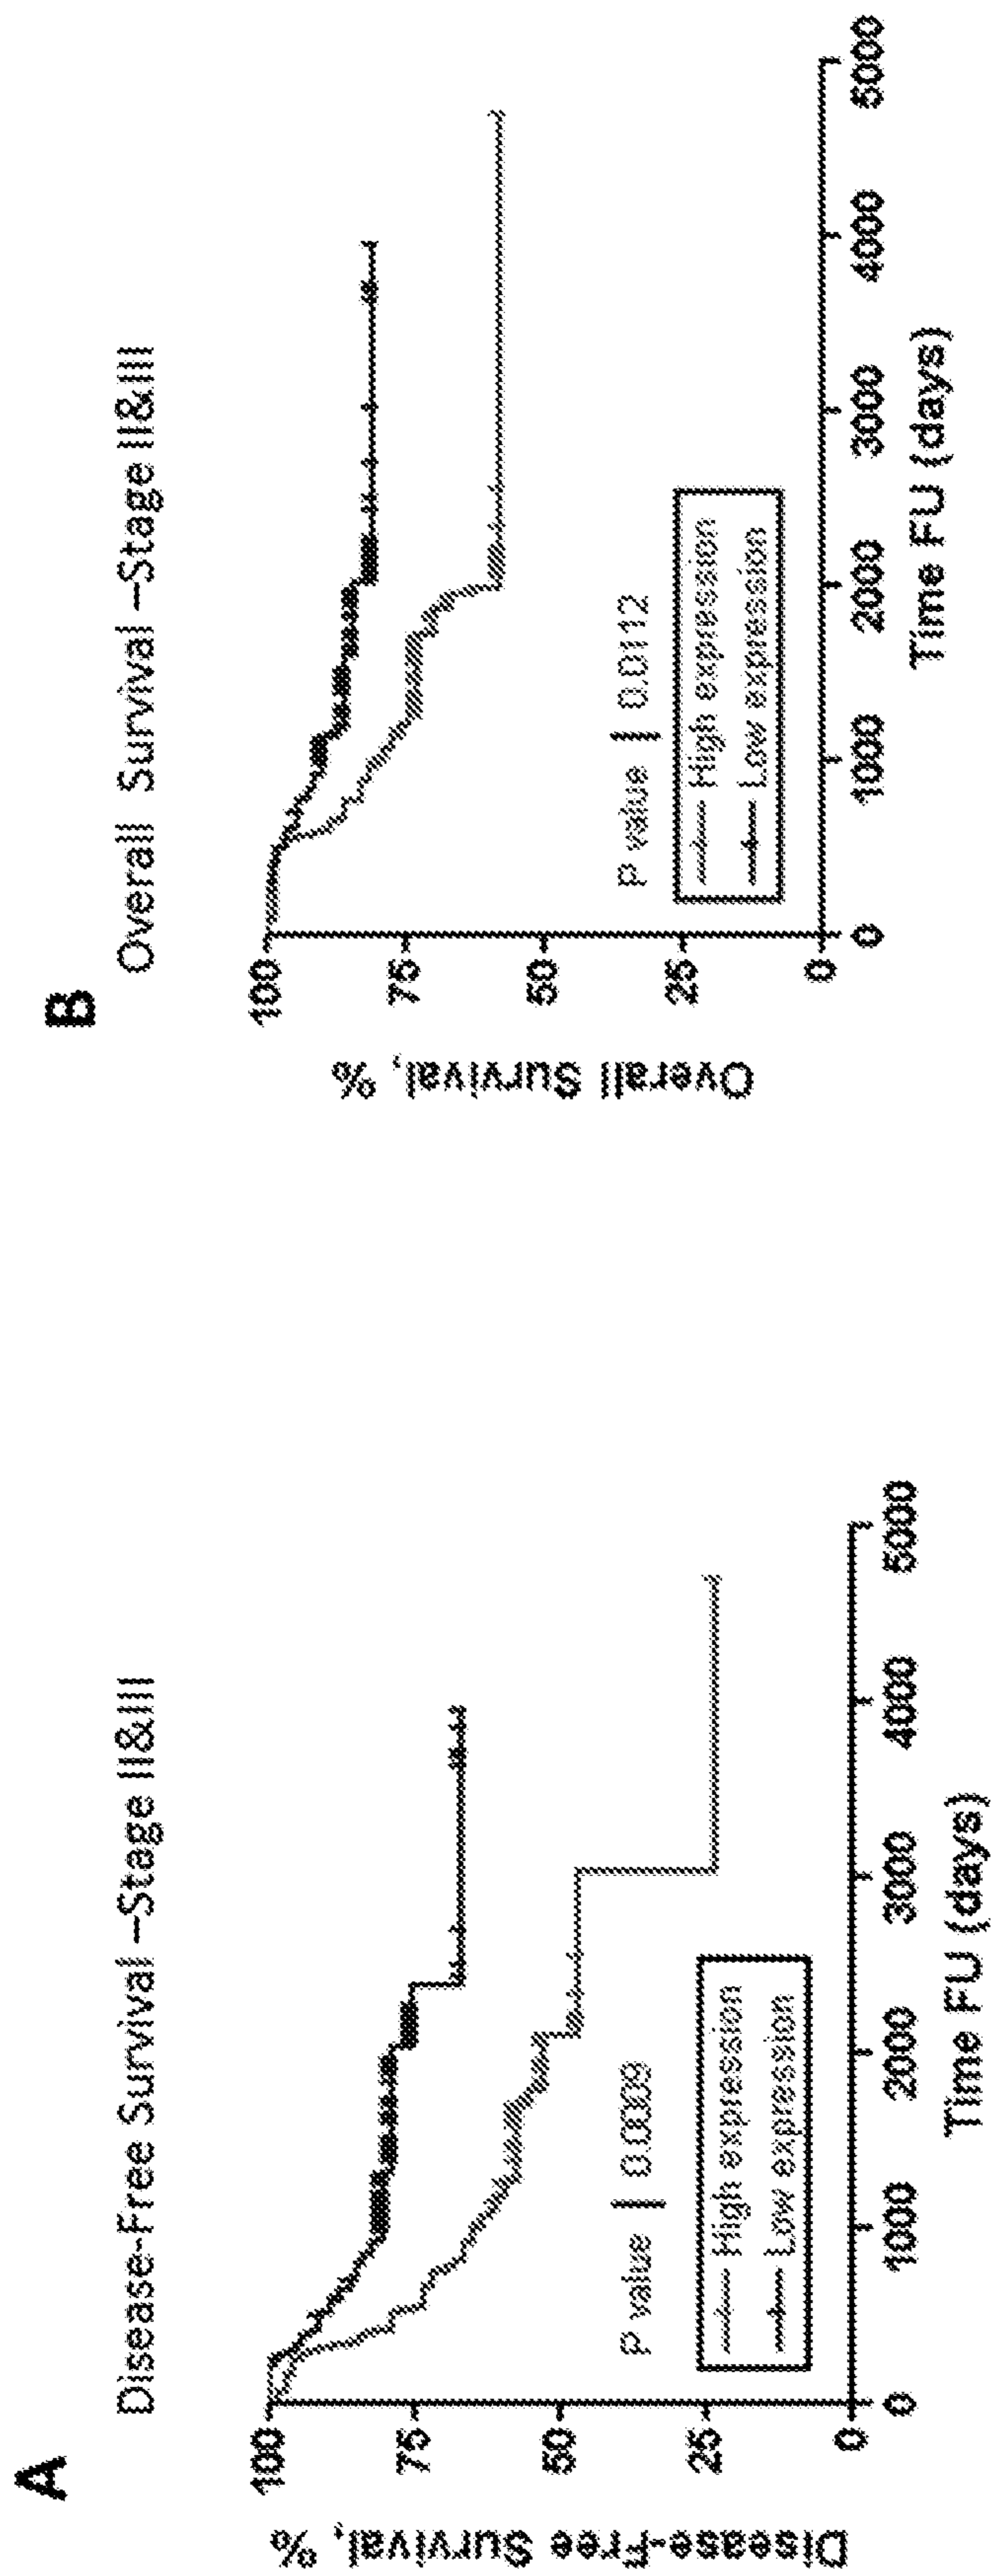 A
Disease-Free Survival –Stage II&III
Disease-Free Survival, %
100
75
50
25
0
P value | 0.0009
High expression
Low expression
0
1000
2000
3000
4000
5000
Time FU (days)
B
Overall Survival –Stage II&III
Overall Survival, %
100
75
50
25
0
P value | 0.0112
High expression
Low expression
0
1000
2000
3000
4000
5000
Time FU (days)